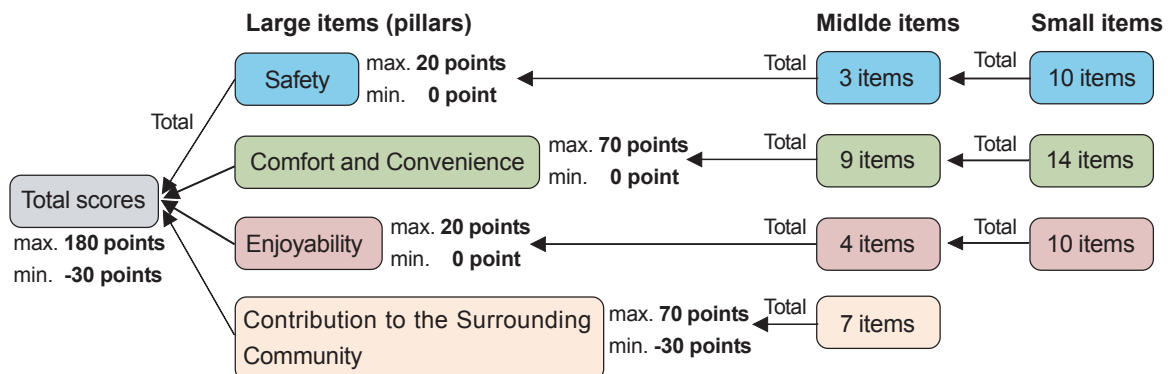 Large items (pillars) Midlde items Small items
Safety max. 20 points Total 3 items Total 10 items
min. 0 point
Total
Comfort and Convenience max. 70 points Total 9 items Total 14 items
min. 0 point
Total scores
max. 180 points
min. -30 points
Enjoyability max. 20 points Total 4 items Total 10 items
min. 0 point
Contribution to the Surrounding max. 70 points Total 7 items
Community min. -30 points